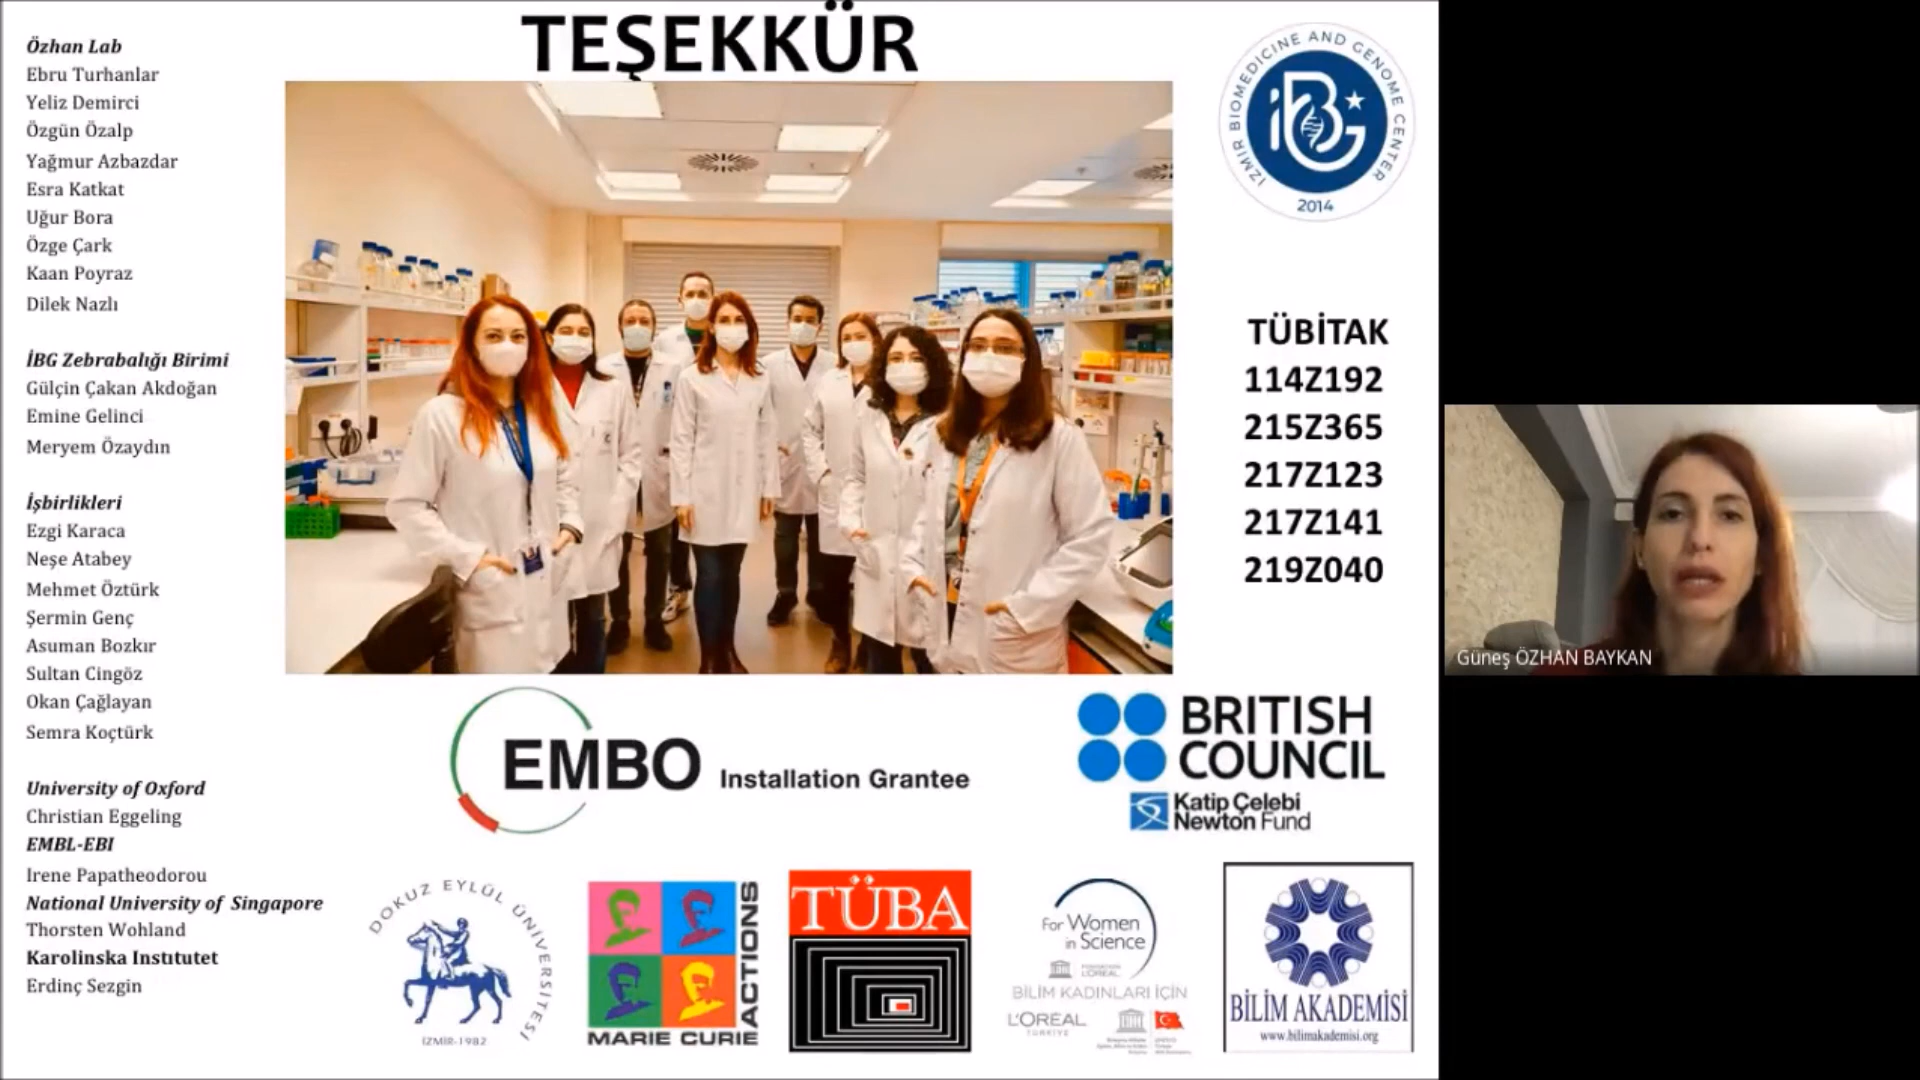 TEŞEKKÜR
Özhan Lab
Ebru Turhanlar
Yeliz Demirci
Özgün Özalp
Yağmur Azbazdar
Esra Katkat
Uğur Bora
Özge Çark
Kaan Poyraz
Dilek Nazlı
İBG Zebrabalığı Birimi
Gülçin Çakan Akdoğan
Emine Gelinci
Meryem Özaydın
İşbirlikleri
Ezgi Karaca
Neşe Atabey
Mehmet Öztürk
Şermin Genç
Asuman Bozkır
Sultan Cingöz
Okan Çağlayan
Semra Koçtürk
University of Oxford
Christian Eggeling
EMBL-EBI
Irene Papatheodorou
National University of Singapore
Thorsten Wohland
Karolinska Instıtutet
Erdinç Sezgin
IZMIR BIOMEDICINE AND GENOME CENTER
iBG
2014
TÜBİTAK
114Z192
215Z365
217Z123
217Z141
219Z040
Güneş ÖZHAN BAYKAN
EMBO Installation Grantee
BRITISH
COUNCIL
Katip Çelebi
Newton Fund
DOKUZ EYLÜL ÜNİVERSİTESİ
İZMİR-1982
MARIE CURIE
ACTIONS
TÜBA
For Women
in Science
FONDATION
L'ORÉAL
BİLİM KADINLARI İÇİN
L'ORÉAL
TÜRKİYE
BİLİM AKADEMİSİ
www.bilimakademisi.org